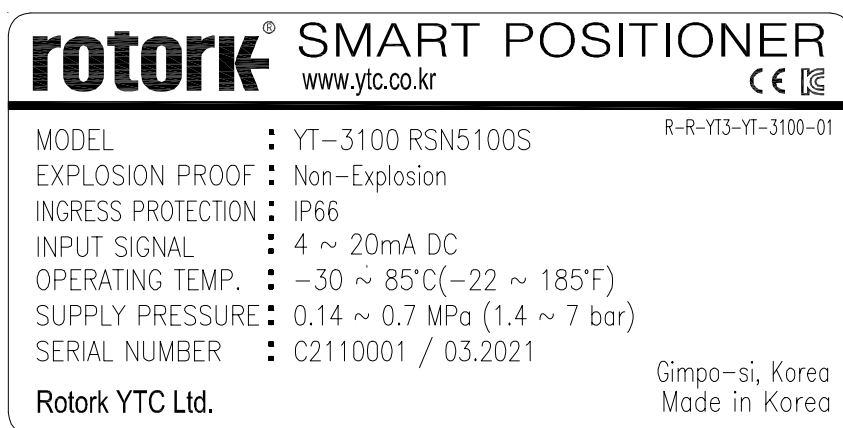 rotork® SMART POSITIONER
www.ytc.co.kr
CE KC
R-R-YT3-YT-3100-01
MODEL : YT-3100 RSN5100S
EXPLOSION PROOF : Non-Explosion
INGRESS PROTECTION : IP66
INPUT SIGNAL : 4 ~ 20mA DC
OPERATING TEMP. : -30 ~ 85°C(-22 ~ 185°F)
SUPPLY PRESSURE : 0.14 ~ 0.7 MPa (1.4 ~ 7 bar)
SERIAL NUMBER : C2110001 / 03.2021
Rotork YTC Ltd.
Gimpo-si, Korea
Made in Korea